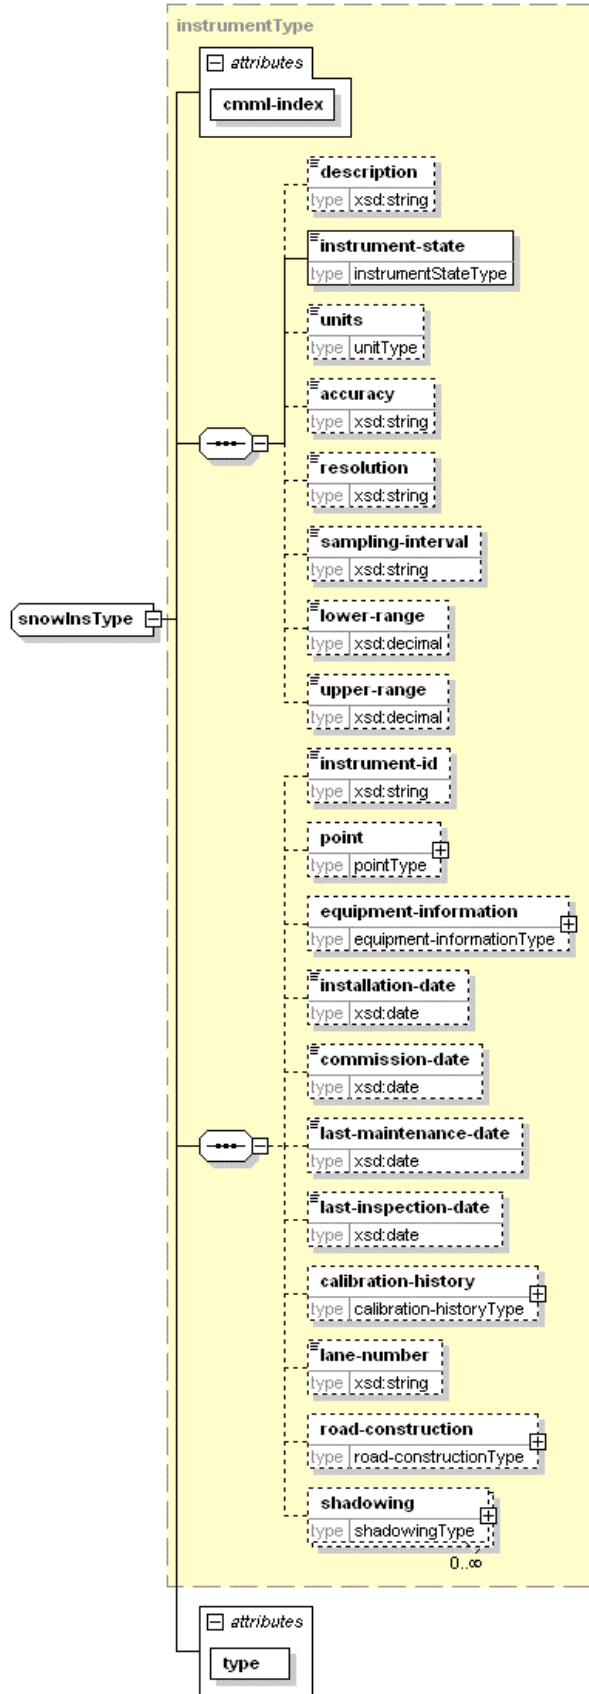 instrumentType
attributes
cmml-index
description
type xsd:string
instrument-state
type instrumentStateType
units
type unitType
accuracy
type xsd:string
resolution
type xsd:string
sampling-interval
type xsd:string
snowInsType
lower-range
type xsd:decimal
upper-range
type xsd:decimal
instrument-id
type xsd:string
point
type pointType
equipment-information
type equipment-informationType
installation-date
type xsd:date
commission-date
type xsd:date
last-maintenance-date
type xsd:date
last-inspection-date
type xsd:date
calibration-history
type calibration-historyType
lane-number
type xsd:string
road-construction
type road-constructionType
shadowing
type shadowingType
0..∞
attributes
type